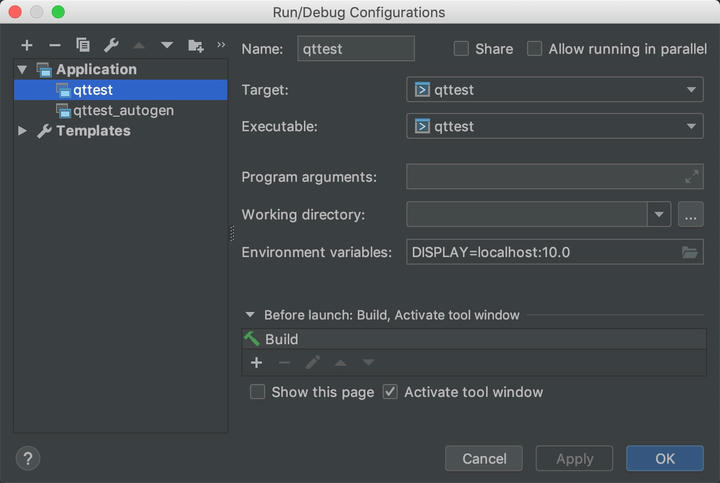 Run/Debug Configurations
Name: qttest Share Allow running in parallel
Application
qttest
qttest_autogen
Templates
Target: qttest
Executable: qttest
Program arguments:
Working directory: ...
Environment variables: DISPLAY=localhost:10.0
Before launch: Build, Activate tool window
Build
Show this page Activate tool window
? Cancel Apply OK